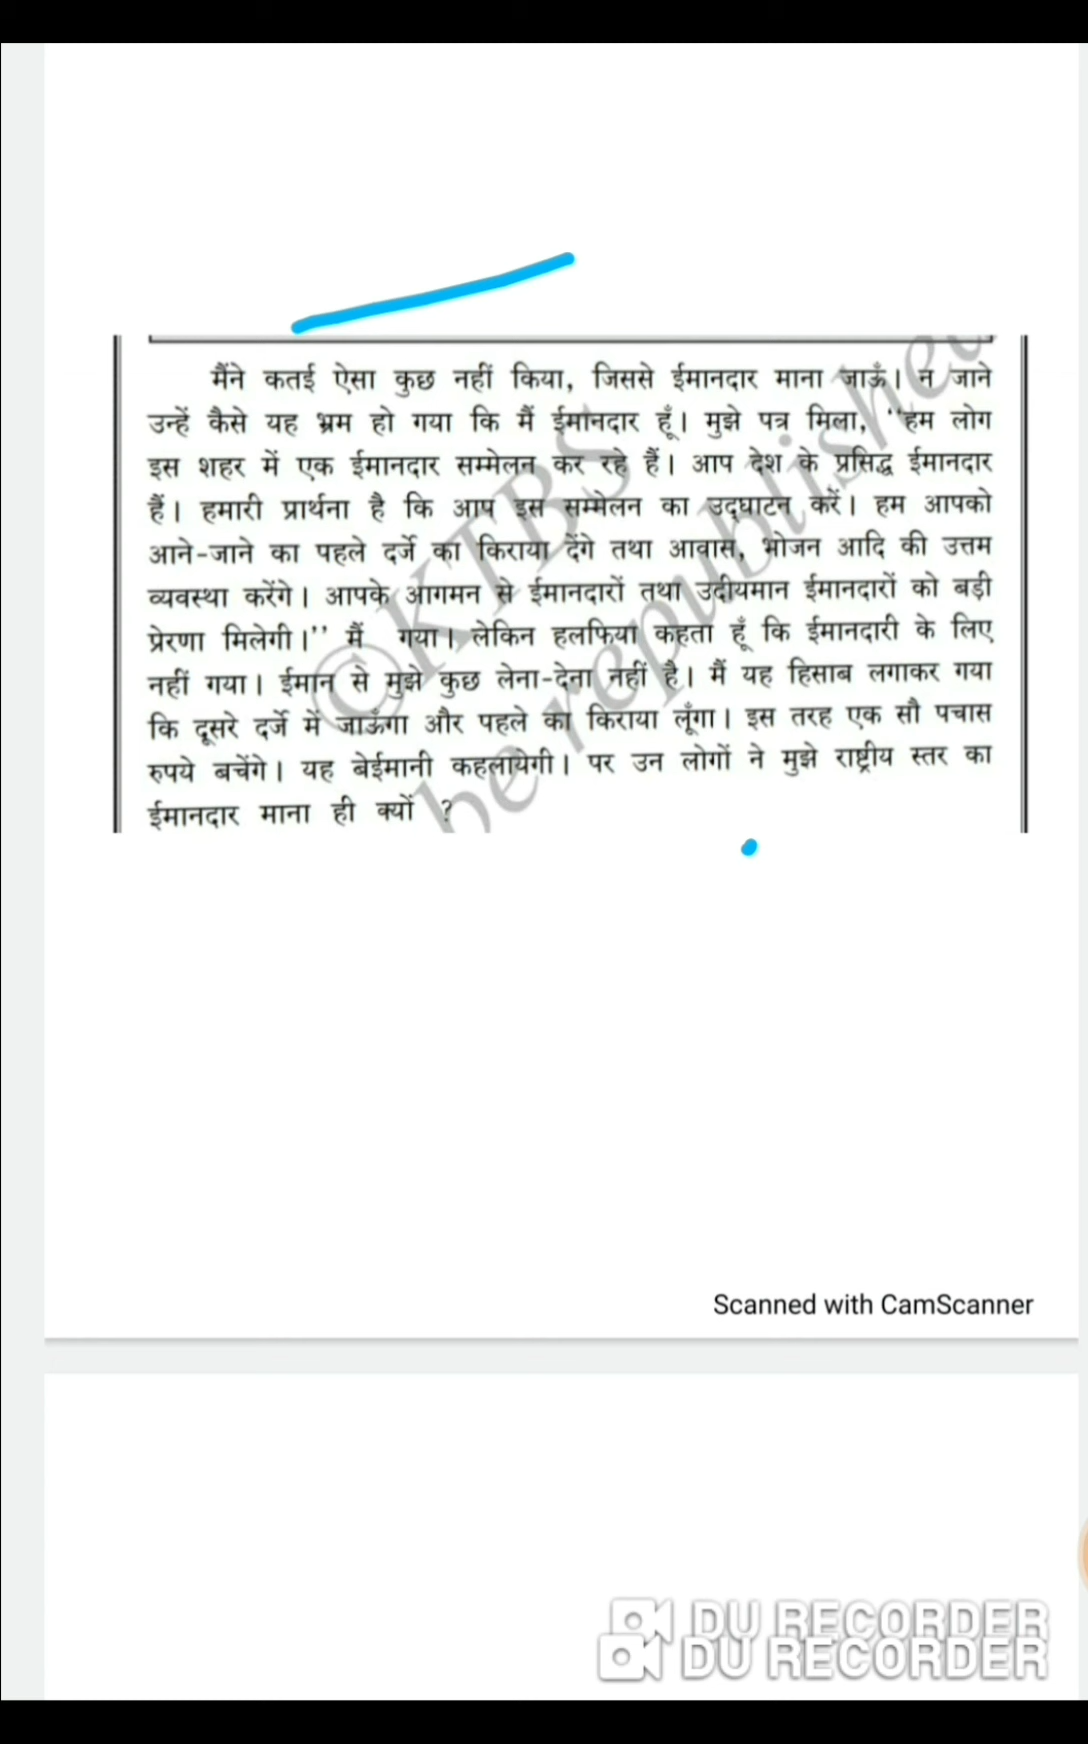 मैंने कतई ऐसा कुछ नहीं किया, जिससे ईमानदार माना जाऊँ। न जाने
उन्हें कैसे यह भ्रम हो गया कि मैं ईमानदार हूँ। मुझे पत्र मिला, ''हम लोग
इस शहर में एक ईमानदार सम्मेलन कर रहे हैं। आप देश के प्रसिद्ध ईमानदार
हैं। हमारी प्रार्थना है कि आप इस सम्मेलन का उद्घाटन करें। हम आपको
आने-जाने का पहले दर्जे का किराया देंगे तथा आवास, भोजन आदि की उत्तम
व्यवस्था करेंगे। आपके आगमन से ईमानदारों तथा उदीयमान ईमानदारों को बड़ी
प्रेरणा मिलेगी।'' मैं गया। लेकिन हलफिया कहता हूँ कि ईमानदारी के लिए
नहीं गया। ईमान से मुझे कुछ लेना-देना नहीं है। मैं यह हिसाब लगाकर गया
कि दूसरे दर्जे में जाऊँगा और पहले का किराया लूँगा। इस तरह एक सौ पचास
रुपये बचेंगे। यह बेईमानी कहलायेगी। पर उन लोगों ने मुझे राष्ट्रीय स्तर का
ईमानदार माना ही क्यों ?
©KTBS
be republished
Scanned with CamScanner
DU RECORDER
DU RECORDER